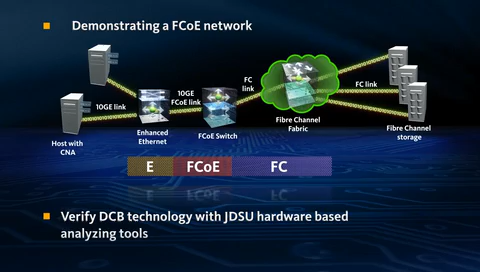 Demonstrating a FCoE network
10GE link
10GE
FCoE link
FC
link
FC link
Host with
CNA
Enhanced
Ethernet
FCoE Switch
Fibre Channel
Fabric
Fibre Channel
storage
E FCoE FC
Verify DCB technology with JDSU hardware based
analyzing tools